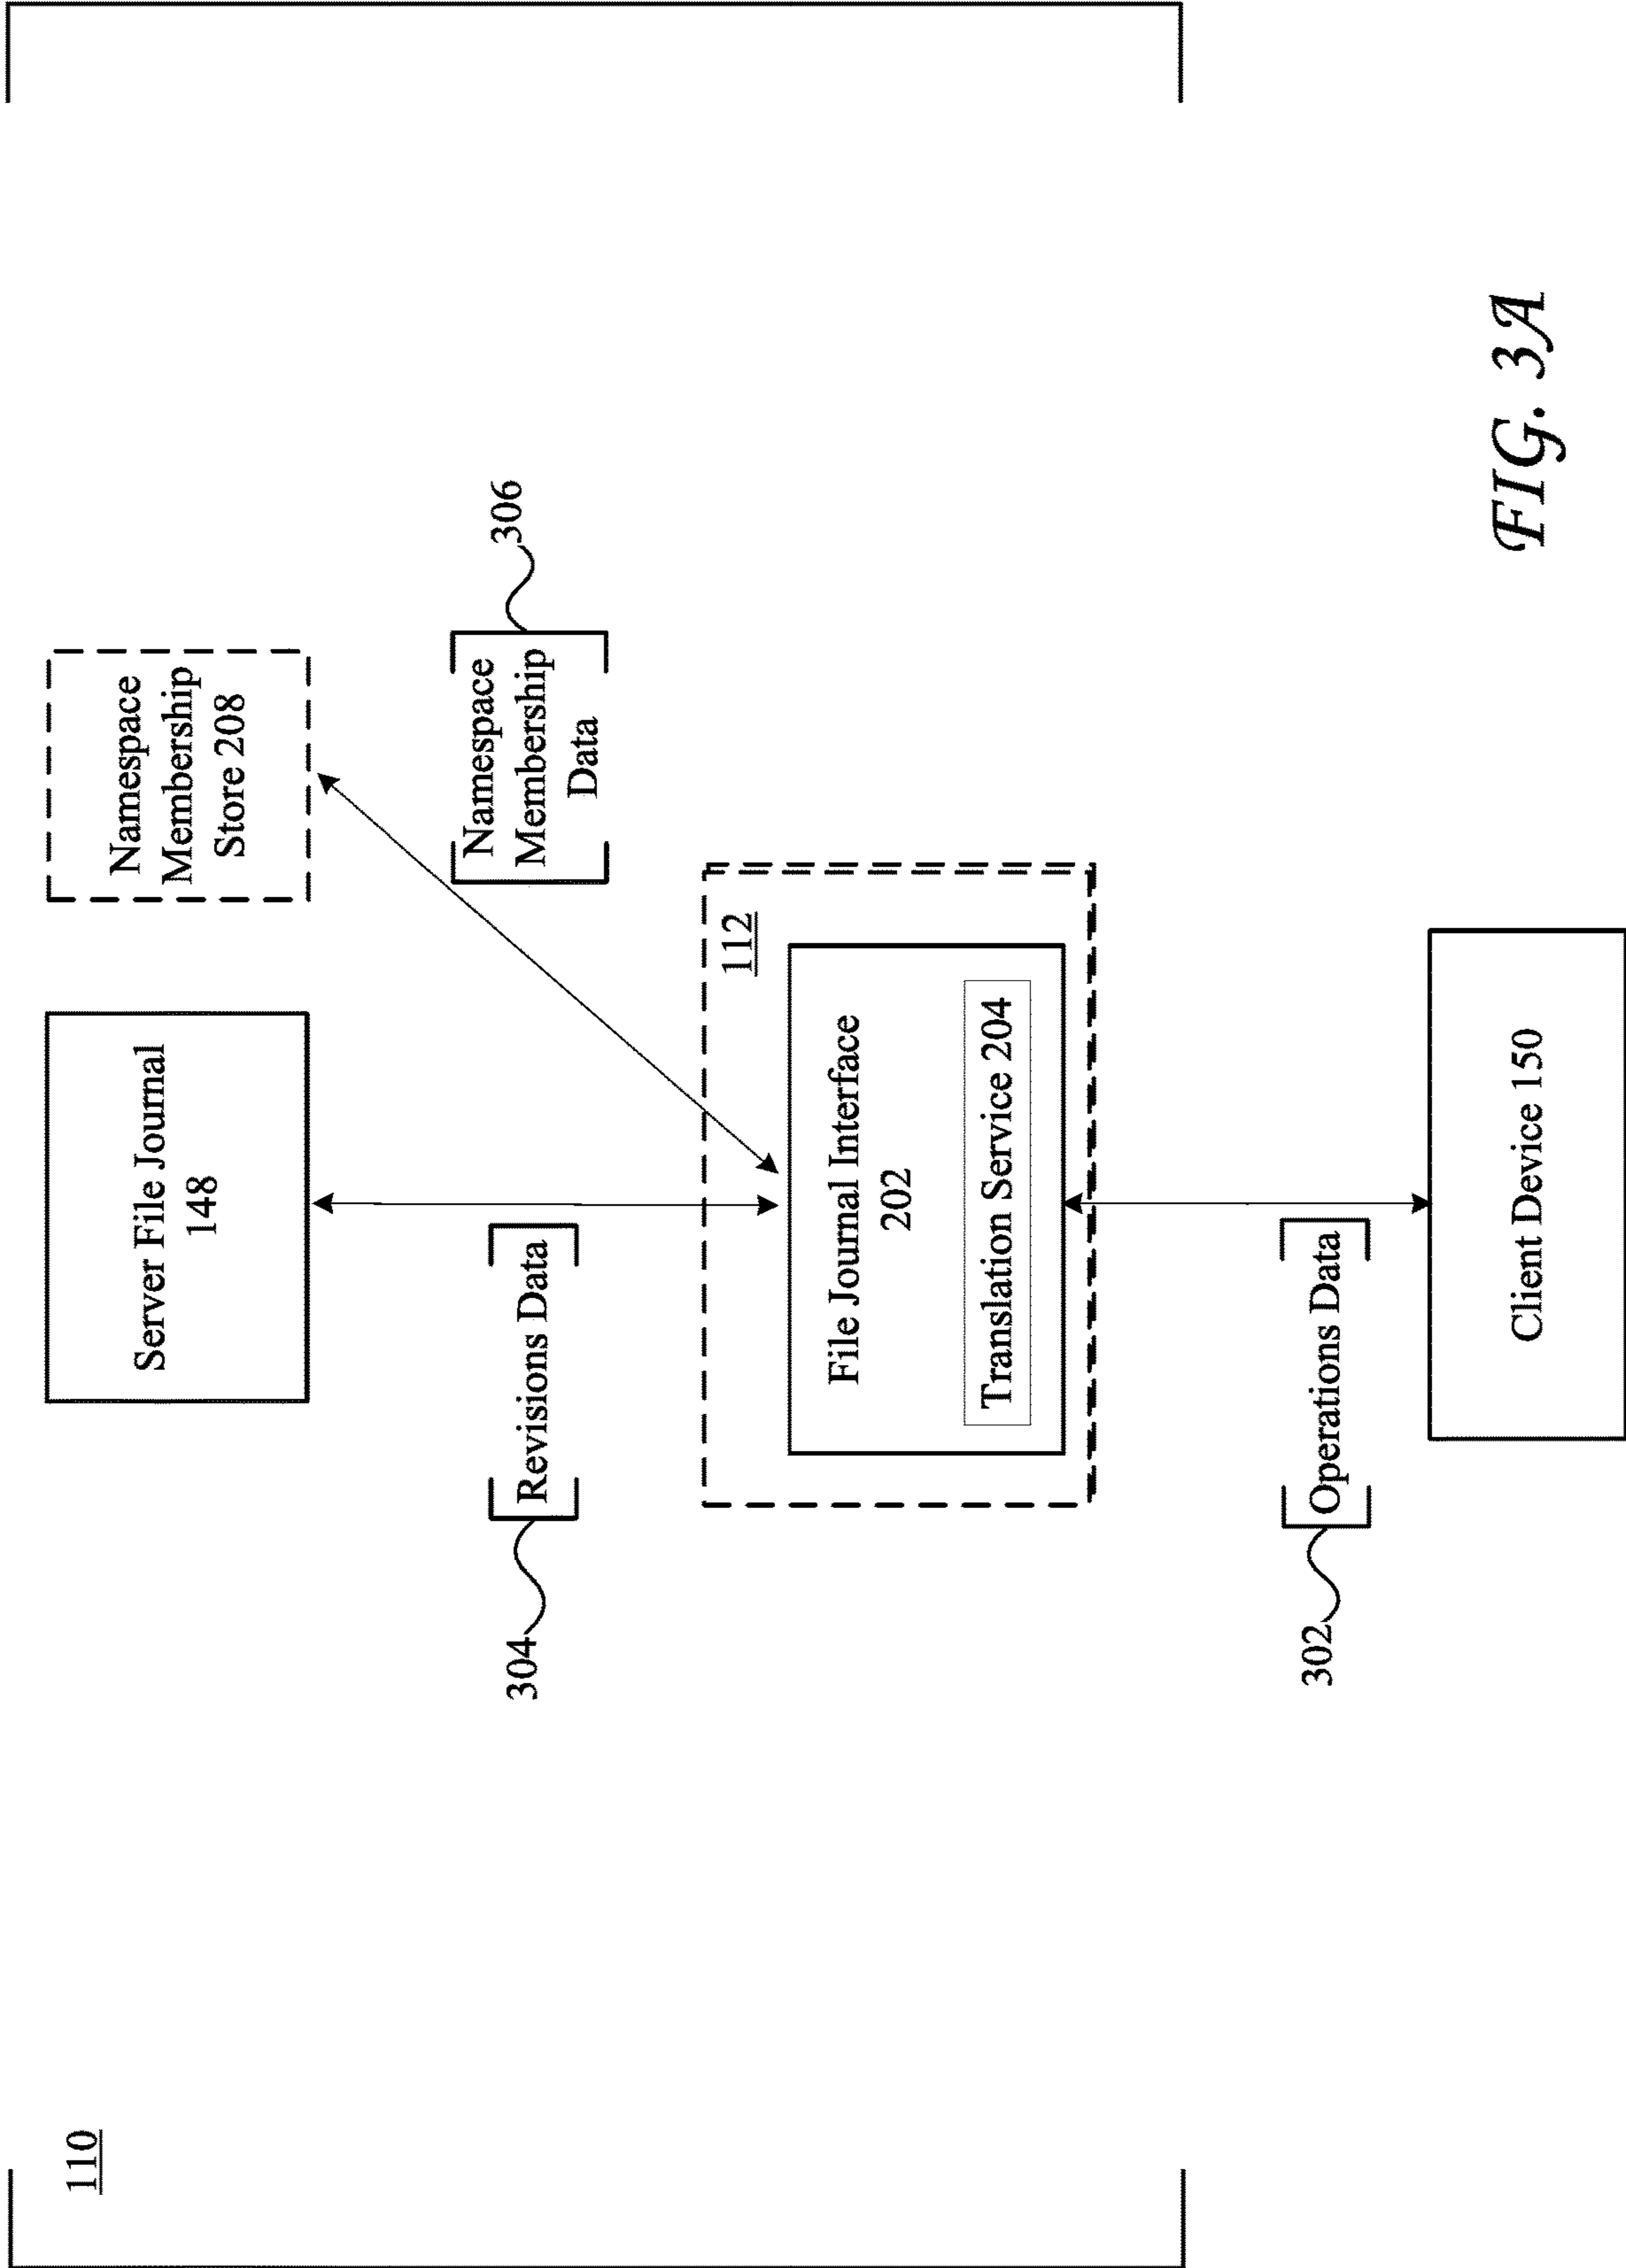 110
Server File Journal
148
Namespace
Membership
Store 208
304
Revisions Data
Namespace
Membership
Data
306
112
File Journal Interface
202
Translation Service 204
302
Operations Data
Client Device 150
FIG. 3A